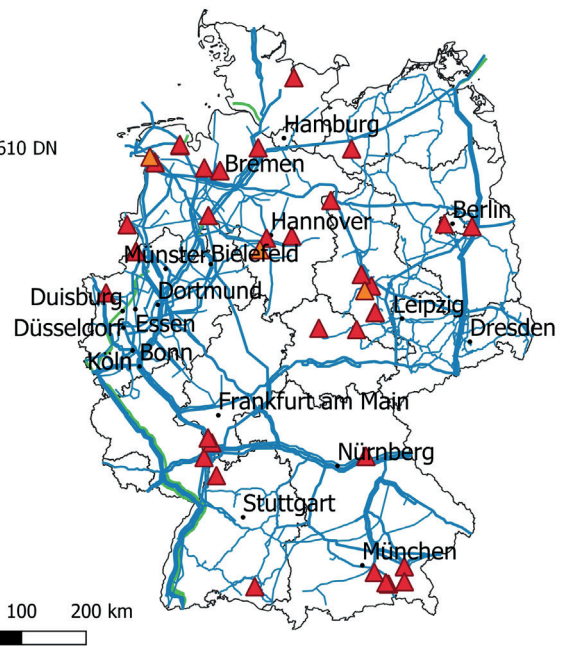 Hamburg
610 DN
Bremen
Berlin
Hannover
Münster
Bielefeld
Duisburg
Dortmund
Leipzig
Düsseldorf
Essen
Dresden
Köln
Bonn
Frankfurt am Main
Nürnberg
Stuttgart
München
100 200 km